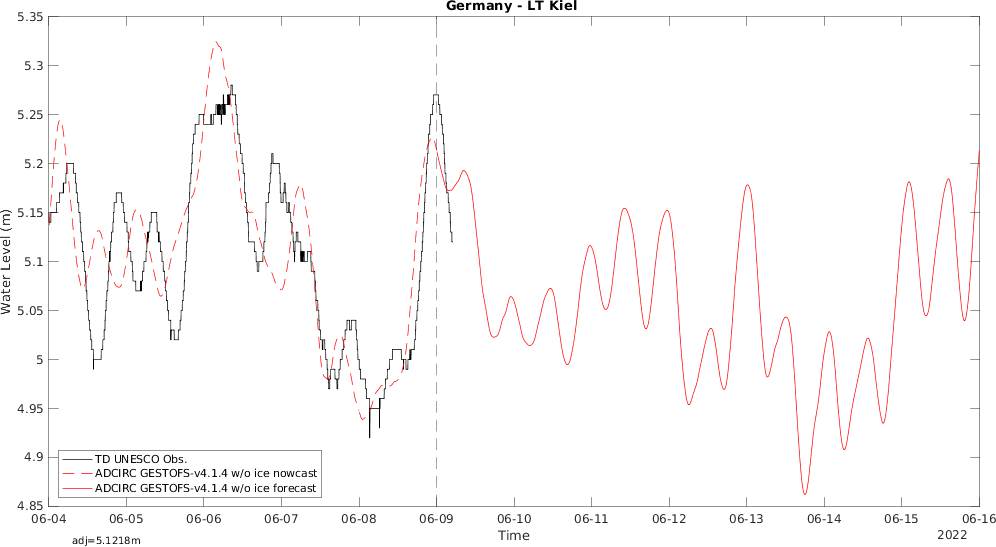 Germany - LT Kiel
5.35
5.3
5.25
5.2
5.15
5.1
5.05
5
4.95
4.9
4.85
Water Level (m)
TD UNESCO Obs.
ADCIRC GESTOFS-v4.1.4 w/o ice nowcast
ADCIRC GESTOFS-v4.1.4 w/o ice forecast
06-04 06-05 06-06 06-07 06-08 06-09 06-10 06-11 06-12 06-13 06-14 06-15 06-16
Time
2022
adj=5.1218m